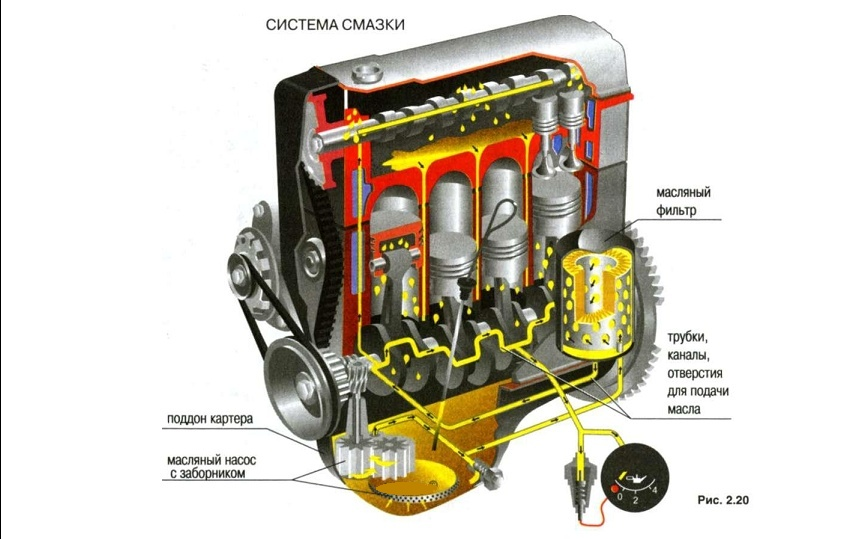 СИСТЕМА СМАЗКИ
масляный
фильтр
трубки,
каналы,
отверстия
для подачи
масла
поддон картера
масляный насос
с заборником
0 2 4
Рис. 2.20